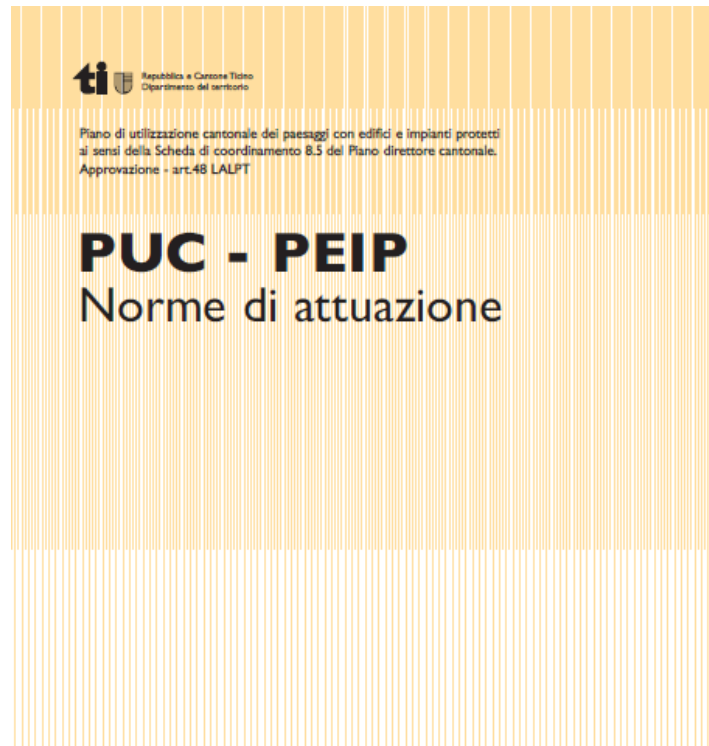 ti
Repubblica e Cantone Ticino
Dipartimento del territorio
Piano di utilizzazione cantonale dei paesaggi con edifici e impianti protetti
ai sensi della Scheda di coordinamento 8.5 del Piano direttore cantonale.
Approvazione - art.48 LALPT
PUC - PEIP
Norme di attuazione